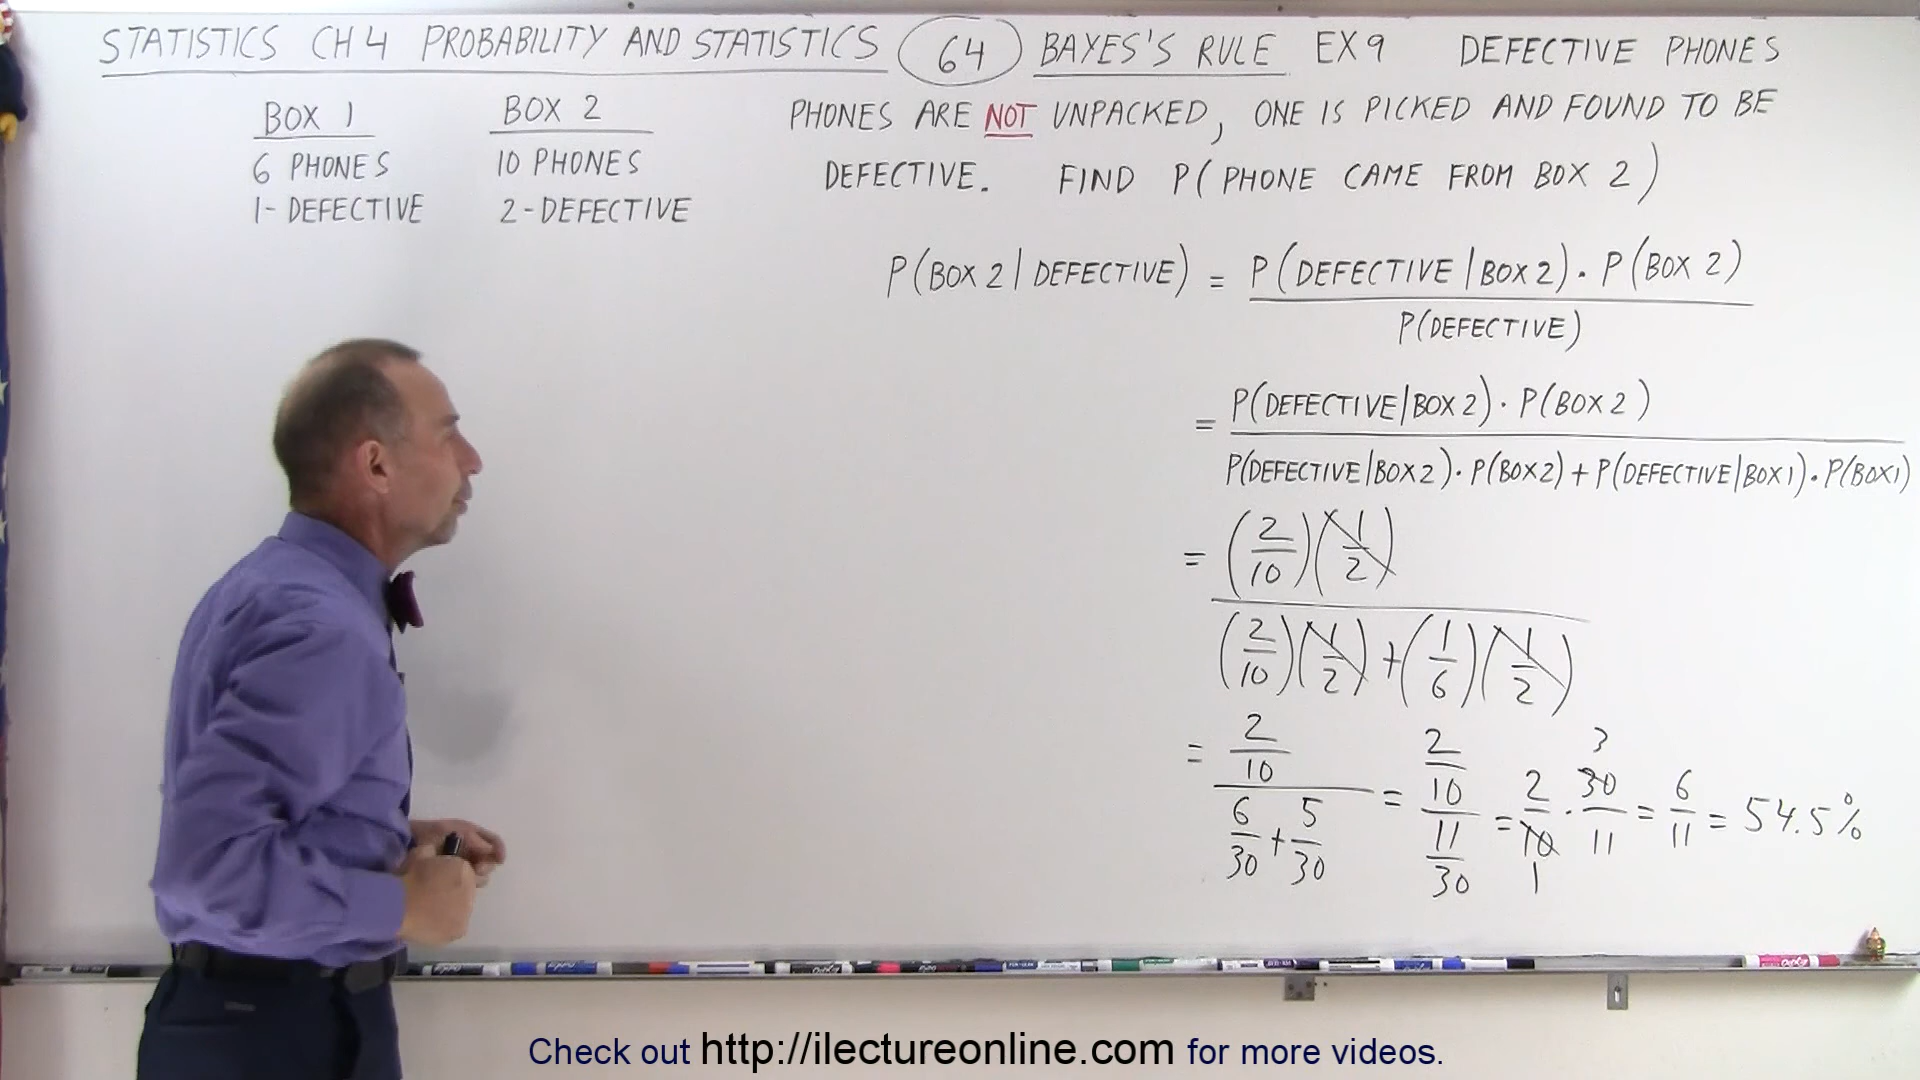 STATISTICS CH 4 PROBABILITY AND STATISTICS 64 BAYES'S RULE EX 9 DEFECTIVE PHONES
BOX 1
6 PHONES
1- DEFECTIVE
BOX 2
10 PHONES
2-DEFECTIVE
PHONES ARE NOT UNPACKED, ONE IS PICKED AND FOUND TO BE
DEFECTIVE. FIND P(PHONE CAME FROM BOX 2)
P(BOX 2 | DEFECTIVE) = P(DEFECTIVE | BOX 2) · P(BOX 2)
P(DEFECTIVE)
= P(DEFECTIVE | BOX 2) · P(BOX 2)
P(DEFECTIVE | BOX 2) · P(BOX 2) + P(DEFECTIVE | BOX 1) · P(BOX 1)
= (2/10)(1/2)
(2/10)(1/2) + (1/6)(1/2)
= 2/10 / (6/30 + 5/30) = 2/10 / 11/30 = 2/10 1 · 3 30/11 = 6/11 = 54.5%
Check out http://ilectureonline.com for more videos.